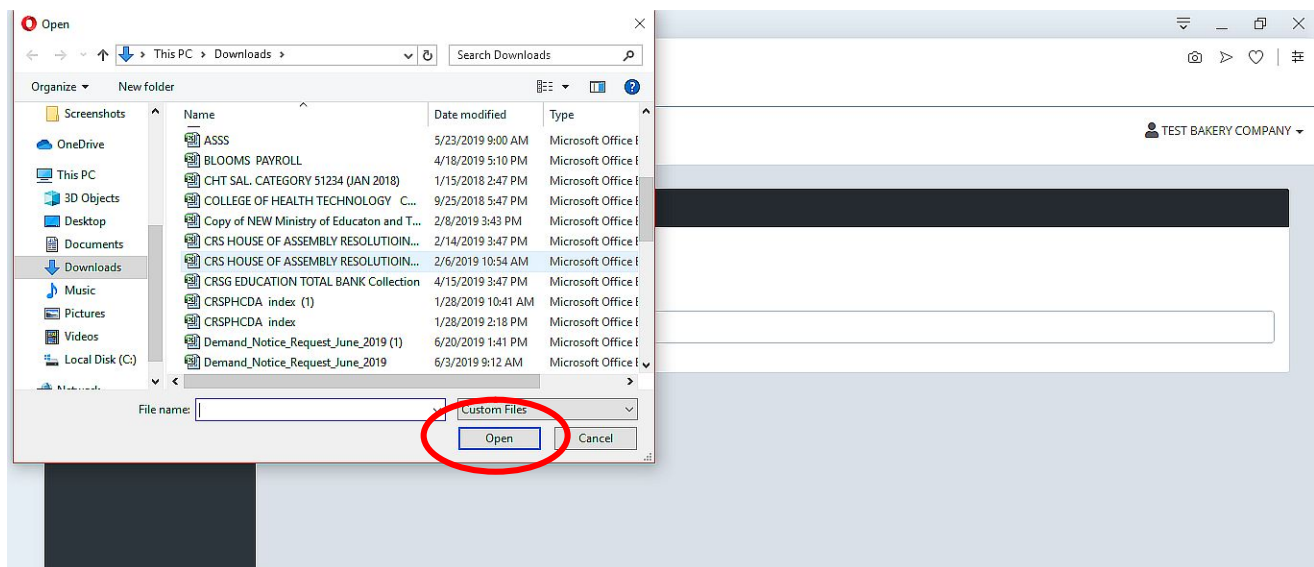 Open
This PC > Downloads >
Search Downloads
Organize
New folder
Screenshots
OneDrive
This PC
3D Objects
Desktop
Documents
Downloads
Music
Pictures
Videos
Local Disk (C:)
Network
Name Date modified Type
ASSS 5/23/2019 9:00 AM Microsoft Office E
BLOOMS PAYROLL 4/18/2019 5:10 PM Microsoft Office E
CHT SAL. CATEGORY 51234 (JAN 2018) 1/15/2018 2:47 PM Microsoft Office E
COLLEGE OF HEALTH TECHNOLOGY C... 9/25/2018 5:47 PM Microsoft Office E
Copy of NEW Ministry of Educaton and T... 2/8/2019 3:43 PM Microsoft Office E
CRS HOUSE OF ASSEMBLY RESOLUTIOIN... 2/14/2019 3:47 PM Microsoft Office E
CRS HOUSE OF ASSEMBLY RESOLUTIOIN... 2/6/2019 10:54 AM Microsoft Office E
CRSG EDUCATION TOTAL BANK Collection 4/15/2019 3:47 PM Microsoft Office E
CRSPHCDA index (1) 1/28/2019 10:41 AM Microsoft Office E
CRSPHCDA index 1/28/2019 2:18 PM Microsoft Office E
Demand_Notice_Request_June_2019 (1) 6/20/2019 1:41 PM Microsoft Office E
Demand_Notice_Request_June_2019 6/3/2019 9:12 AM Microsoft Office E
File name:
Custom Files
Open
Cancel
TEST BAKERY COMPANY